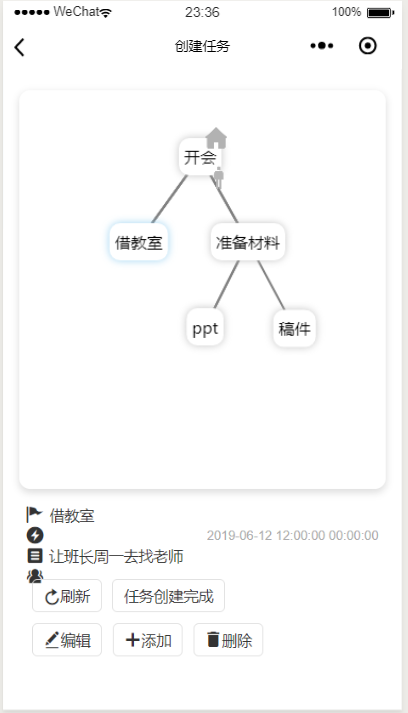 WeChat 23:36 100%
创建任务
开会
借教室 准备材料
ppt 稿件
借教室
2019-06-12 12:00:00 00:00:00
让班长周一去找老师
刷新 任务创建完成
编辑 添加 删除